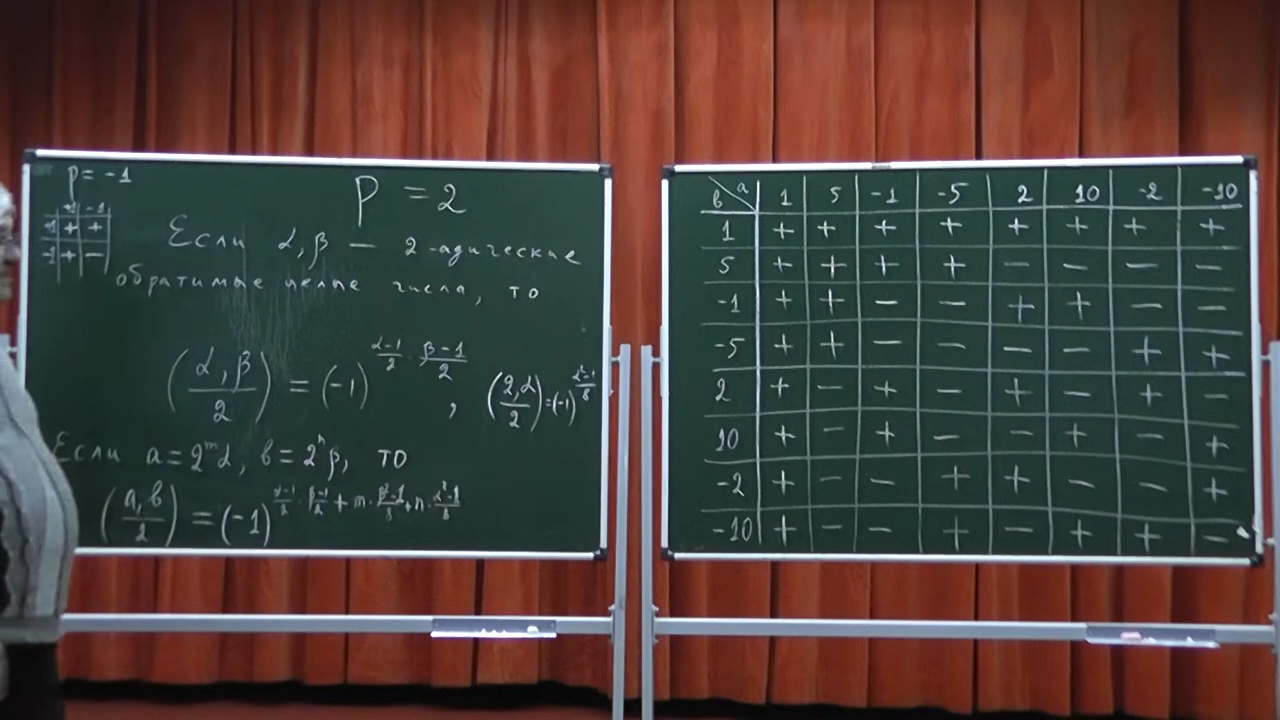 p = -1
+1 -1
+1 + +
-1 + -
P = 2
Если α, β — 2-адические
обратимые целые числа, то
(α, β / 2) = (-1)^{α-1/2 · β-1/2}, (2, α / 2) = (-1)^{α²-1/8}
Если a = 2^m α, b = 2^n β, то
(a, b / 2) = (-1)^{α-1/2 · β-1/2 + m · β²-1/8 + n · α²-1/8}
b \ a 1 5 -1 -5 2 10 -2 -10
1 + + + + + + + +
5 + + + + - - - -
-1 + + - - + + - -
-5 + + - - - - + +
2 + - + - + - + -
10 + - + - - + - +
-2 + - - + + - - +
-10 + - - + - + + -